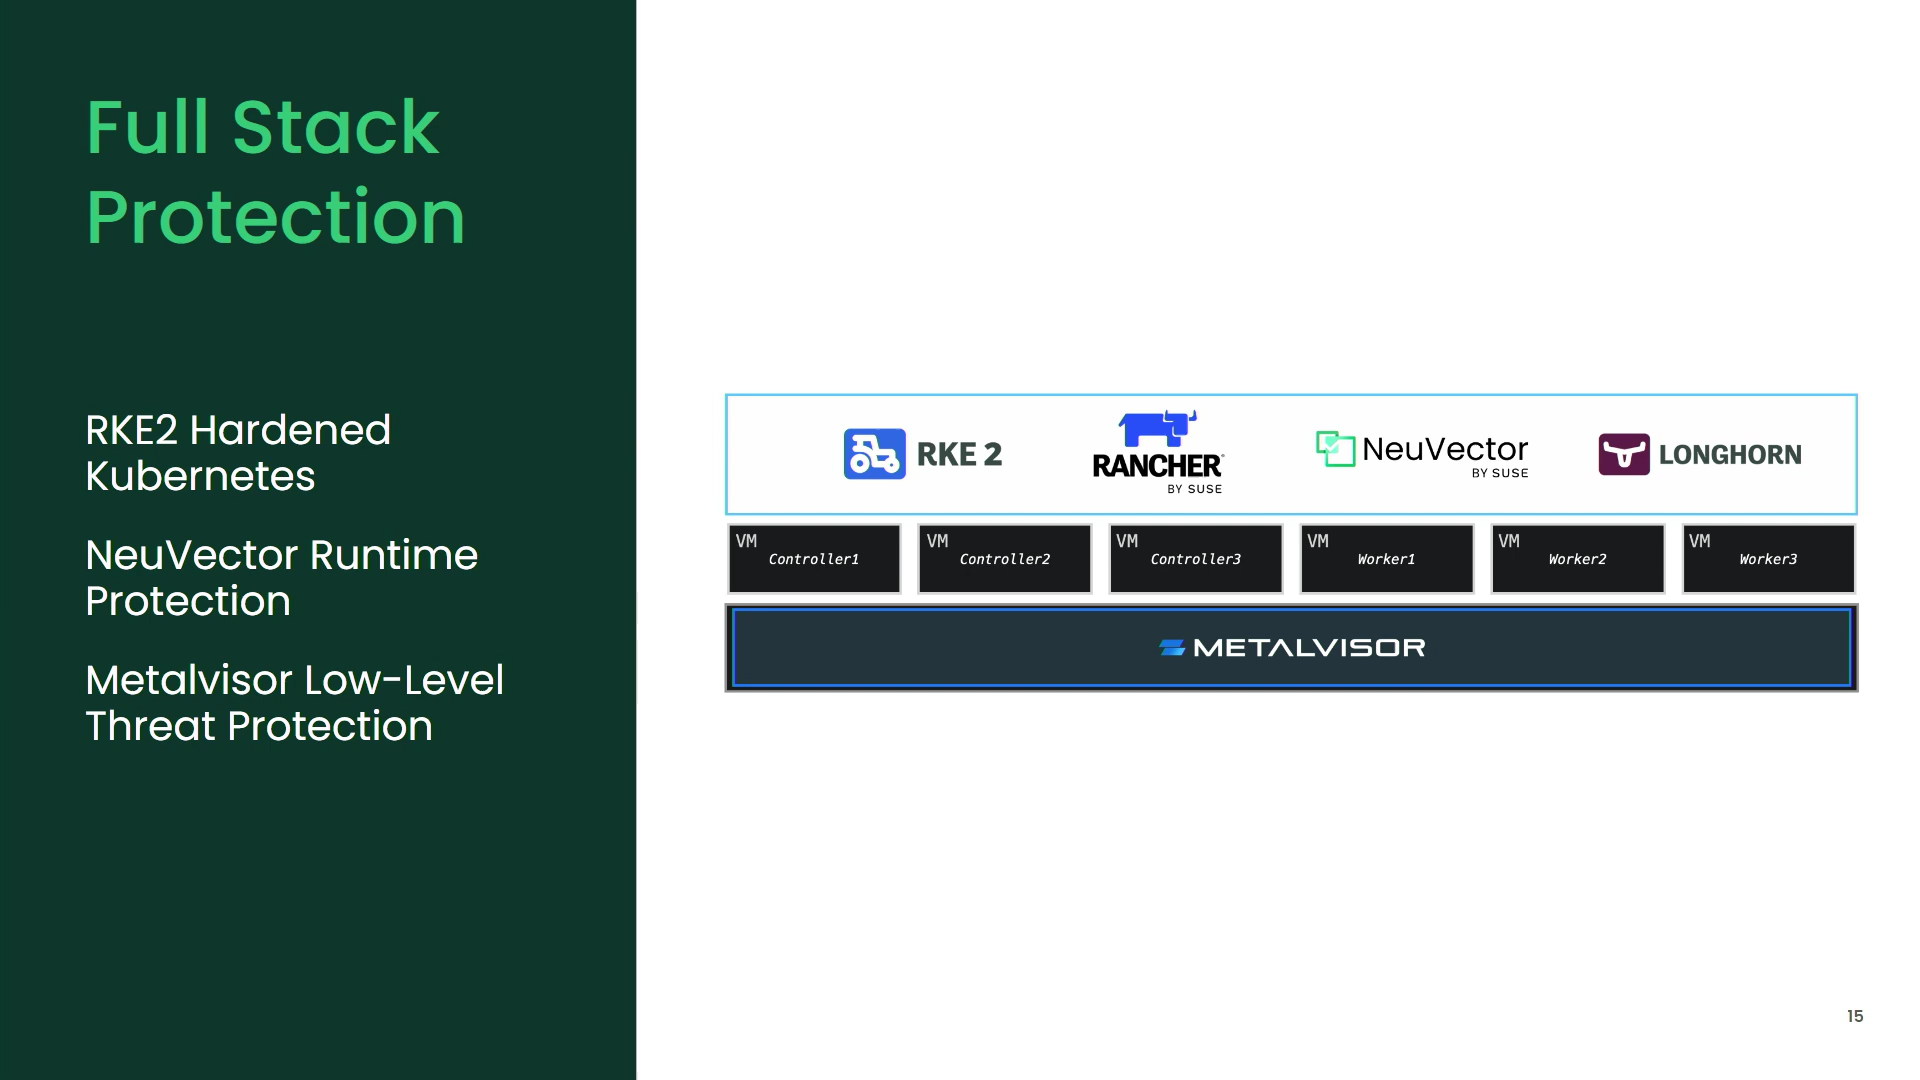 Full Stack
Protection
RKE2 Hardened
Kubernetes
NeuVector Runtime
Protection
Metalvisor Low-Level
Threat Protection
RKE 2
RANCHER
BY SUSE
NeuVector
BY SUSE
LONGHORN
VM
Controller1
VM
Controller2
VM
Controller3
VM
Worker1
VM
Worker2
VM
Worker3
METALVISOR
15